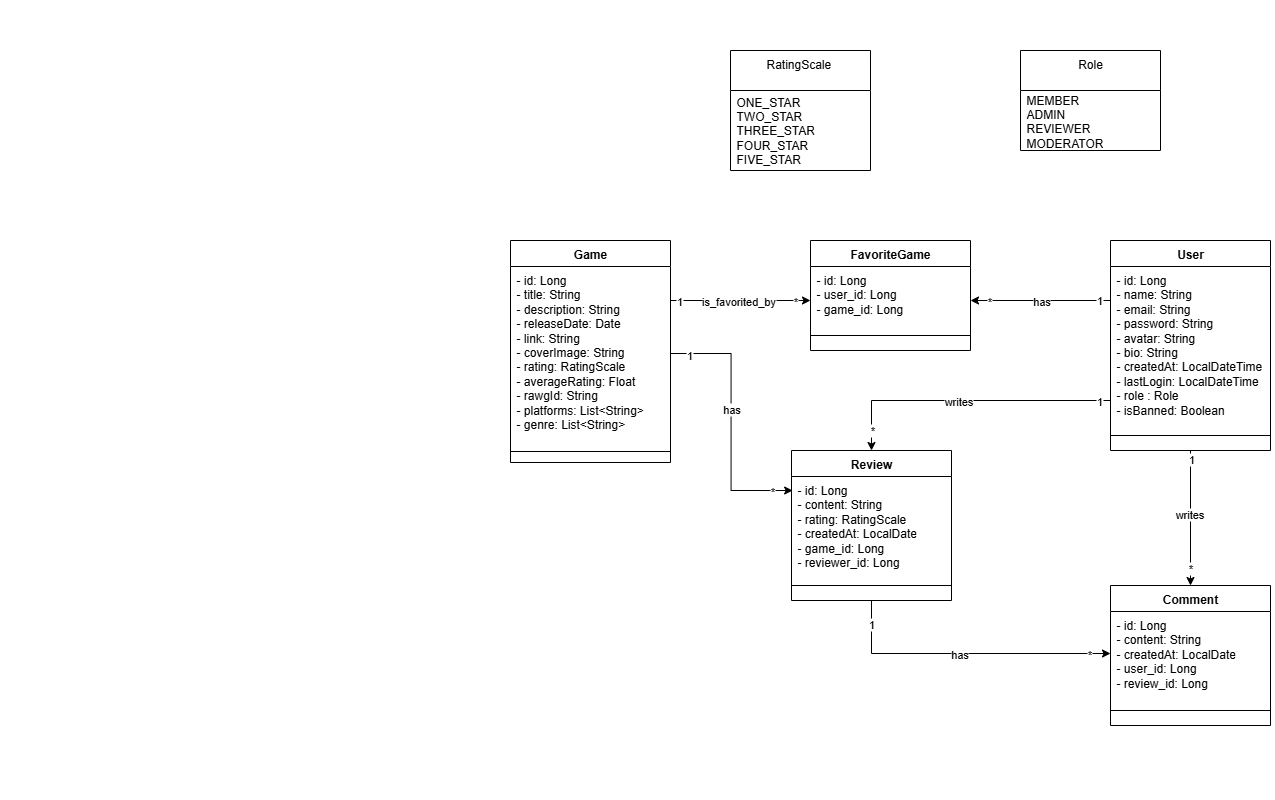 RatingScale
ONE_STAR
TWO_STAR
THREE_STAR
FOUR_STAR
FIVE_STAR
Role
MEMBER
ADMIN
REVIEWER
MODERATOR
Game
- id: Long
- title: String
- description: String
- releaseDate: Date
- link: String
- coverImage: String
- rating: RatingScale
- averageRating: Float
- rawgId: String
- platforms: List<String>
- genre: List<String>
1 is_favorited_by *
FavoriteGame
- id: Long
- user_id: Long
- game_id: Long
* has 1
User
- id: Long
- name: String
- email: String
- password: String
- avatar: String
- bio: String
- createdAt: LocalDateTime
- lastLogin: LocalDateTime
- role : Role
- isBanned: Boolean
1
has
*
writes 1
*
Review
- id: Long
- content: String
- rating: RatingScale
- createdAt: LocalDate
- game_id: Long
- reviewer_id: Long
1
writes
*
1
has *
Comment
- id: Long
- content: String
- createdAt: LocalDate
- user_id: Long
- review_id: Long